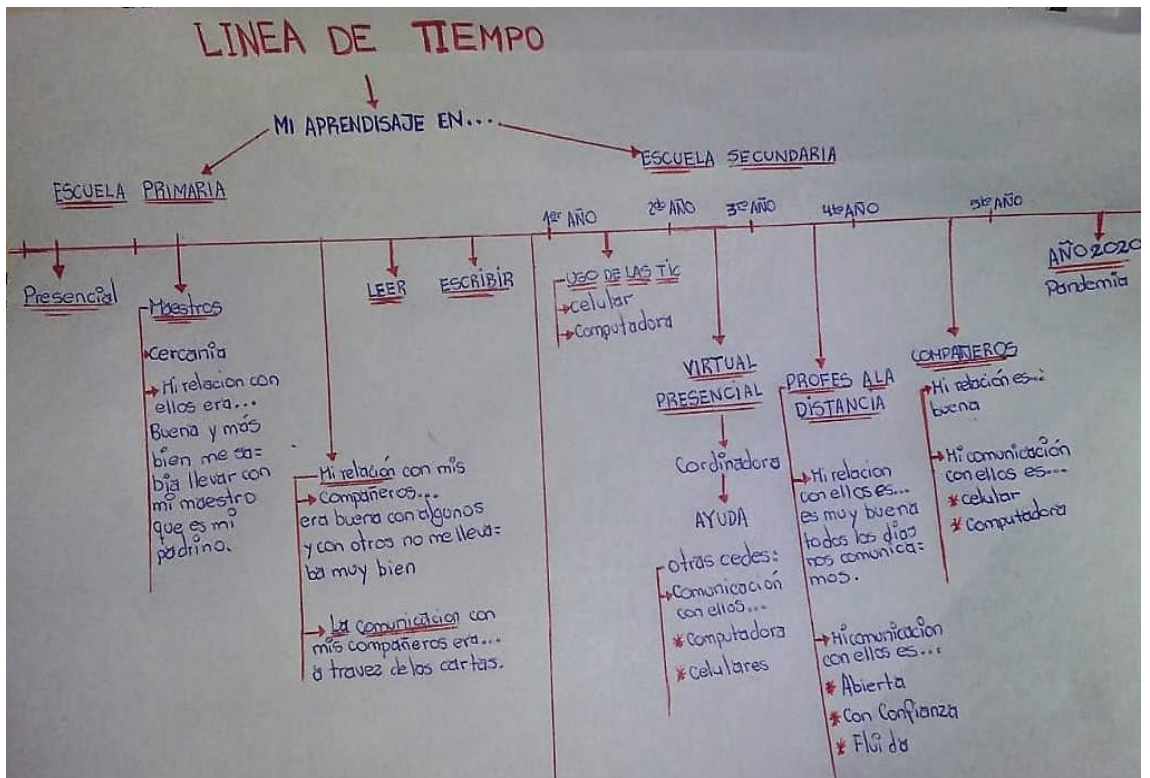 LINEA DE TIEMPO
MI APRENDISAJE EN...
ESCUELA PRIMARIA
Presencial
Maestros
Cercania
Mi relacion con
ellos era...
Buena y más
bien me sa=
bia llevar con
mi maestro
que es mi
padrino.
Mi relación con mis
compañeros...
era buena con algunos
y con otros no me lleva=
ba muy bien
La comunicacion con
mis compañeros era...
a travez de las cartas.
LEER
ESCRIBIR
ESCUELA SECUNDARIA
1er AÑO
2do AÑO
3ro AÑO
4to AÑO
5to AÑO
USO DE LAS TIC
celular
Computadora
VIRTUAL
PRESENCIAL
Cordinadora
AYUDA
otras cedes:
Comunicación
con ellos...
* Computadora
* celulares
PROFES ALA
DISTANCIA
Mi relacion
con ellos es...
es muy buena
todos los dias
nos comunica=
mos.
Mi comunicacion
con ellos es...
* Abierta
* Con Confianza
* Fluida
COMPAÑEROS
Mi relación es...
buena
Mi comunicación
con ellos es...
* celular
* Computadora
AÑO 2020
Pandemia